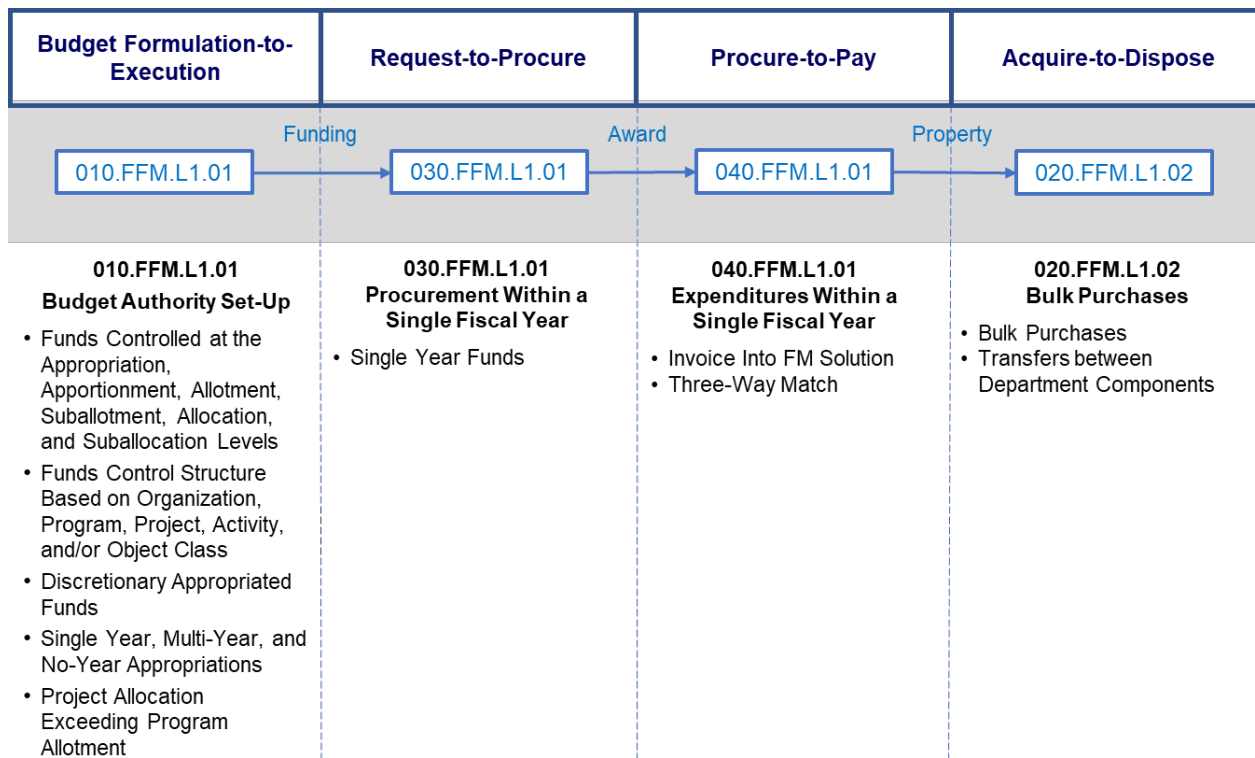 Budget Formulation-to-
Execution
Request-to-Procure
Procure-to-Pay
Acquire-to-Dispose
Funding
Award
Property
010.FFM.L1.01
030.FFM.L1.01
040.FFM.L1.01
020.FFM.L1.02
010.FFM.L1.01
Budget Authority Set-Up
• Funds Controlled at the
Appropriation,
Apportionment, Allotment,
Suballotment, Allocation,
and Suballocation Levels
• Funds Control Structure
Based on Organization,
Program, Project, Activity,
and/or Object Class
• Discretionary Appropriated
Funds
• Single Year, Multi-Year, and
No-Year Appropriations
• Project Allocation
Exceeding Program
Allotment
030.FFM.L1.01
Procurement Within a
Single Fiscal Year
• Single Year Funds
040.FFM.L1.01
Expenditures Within a
Single Fiscal Year
• Invoice Into FM Solution
• Three-Way Match
020.FFM.L1.02
Bulk Purchases
• Bulk Purchases
• Transfers between
Department Components